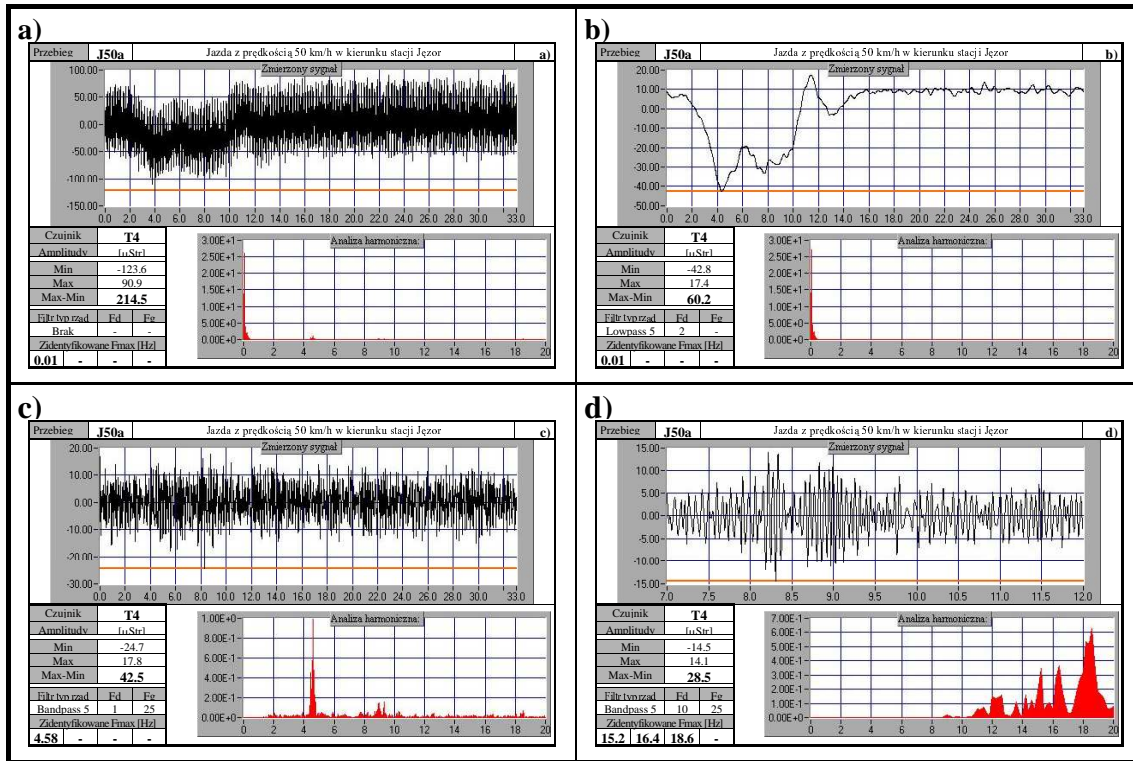 a)
Przebieg J50a Jazda z prędkością 50 km/h w kierunku stacji Jęzor a)
Zmierzony sygnał
100.00
50.00
0.00
-50.00
-100.00
-150.00
0.0 2.0 4.0 6.0 8.0 10.0 12.0 14.0 16.0 18.0 20.0 22.0 24.0 26.0 28.0 30.0 33.0
Czujnik T4
Amplitudy [µStr]
Min -123.6
Max 90.9
Max-Min 214.5
Filtr typ rząd Fd Fg
Brak - -
Zidentyfikowane Fmax [Hz]
0.01 - - -
Analiza harmoniczna:
3.00E+1
2.50E+1
2.00E+1
1.50E+1
1.00E+1
5.00E+0
0.00E+0
0 2 4 6 8 10 12 14 16 18 20
b)
Przebieg J50a Jazda z prędkością 50 km/h w kierunku stacji Jęzor b)
Zmierzony sygnał
20.00
10.00
0.00
-10.00
-20.00
-30.00
-40.00
-50.00
0.0 2.0 4.0 6.0 8.0 10.0 12.0 14.0 16.0 18.0 20.0 22.0 24.0 26.0 28.0 30.0 33.0
Czujnik T4
Amplitudy [µStr]
Min -42.8
Max 17.4
Max-Min 60.2
Filtr typ rząd Fd Fg
Lowpass 5 2 -
Zidentyfikowane Fmax [Hz]
0.01 - - -
Analiza harmoniczna:
3.00E+1
2.50E+1
2.00E+1
1.50E+1
1.00E+1
5.00E+0
0.00E+0
0 2 4 6 8 10 12 14 16 18 20
c)
Przebieg J50a Jazda z prędkością 50 km/h w kierunku stacji Jęzor c)
Zmierzony sygnał
20.00
10.00
0.00
-10.00
-20.00
-30.00
0.0 2.0 4.0 6.0 8.0 10.0 12.0 14.0 16.0 18.0 20.0 22.0 24.0 26.0 28.0 30.0 33.0
Czujnik T4
Amplitudy [µStr]
Min -24.7
Max 17.8
Max-Min 42.5
Filtr typ rząd Fd Fg
Bandpass 5 1 25
Zidentyfikowane Fmax [Hz]
4.58 - - -
Analiza harmoniczna:
1.00E+0
8.00E-1
6.00E-1
4.00E-1
2.00E-1
0.00E+0
0 2 4 6 8 10 12 14 16 18 20
d)
Przebieg J50a Jazda z prędkością 50 km/h w kierunku stacji Jęzor d)
Zmierzony sygnał
15.00
10.00
5.00
0.00
-5.00
-10.00
-15.00
7.0 7.5 8.0 8.5 9.0 9.5 10.0 10.5 11.0 11.5 12.0
Czujnik T4
Amplitudy [µStr]
Min -14.5
Max 14.1
Max-Min 28.5
Filtr typ rząd Fd Fg
Bandpass 5 10 25
Zidentyfikowane Fmax [Hz]
15.2 16.4 18.6 -
Analiza harmoniczna:
7.00E-1
6.00E-1
5.00E-1
4.00E-1
3.00E-1
2.00E-1
1.00E-1
0.00E+0
0 2 4 6 8 10 12 14 16 18 20